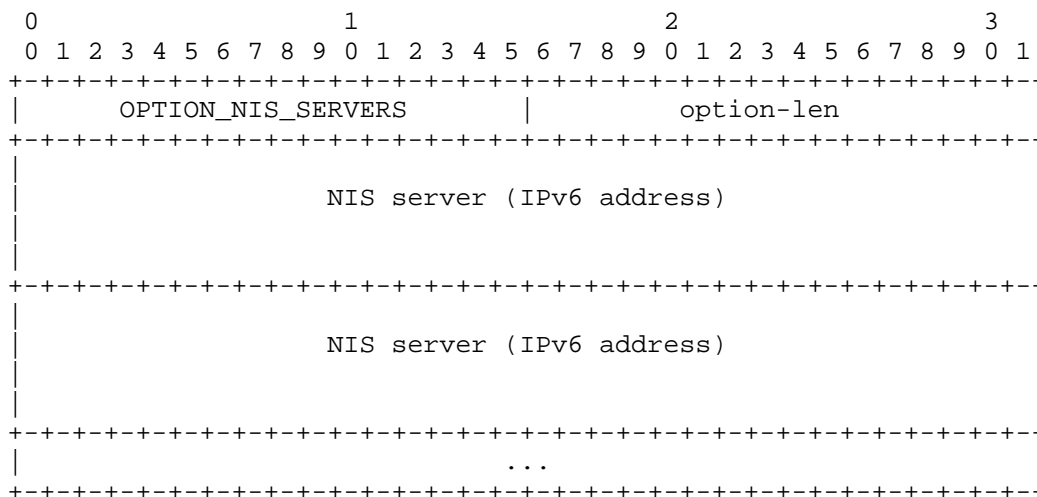 0                   1                   2                   3
 0 1 2 3 4 5 6 7 8 9 0 1 2 3 4 5 6 7 8 9 0 1 2 3 4 5 6 7 8 9 0 1
+-+-+-+-+-+-+-+-+-+-+-+-+-+-+-+-+-+-+-+-+-+-+-+-+-+-+-+-+-+-+-+--
|      OPTION_NIS_SERVERS       |         option-len
+-+-+-+-+-+-+-+-+-+-+-+-+-+-+-+-+-+-+-+-+-+-+-+-+-+-+-+-+-+-+-+--
|
|                   NIS server (IPv6 address)
|
|
+-+-+-+-+-+-+-+-+-+-+-+-+-+-+-+-+-+-+-+-+-+-+-+-+-+-+-+-+-+-+-+--
|
|                   NIS server (IPv6 address)
|
|
+-+-+-+-+-+-+-+-+-+-+-+-+-+-+-+-+-+-+-+-+-+-+-+-+-+-+-+-+-+-+-+--
|                              ...
+-+-+-+-+-+-+-+-+-+-+-+-+-+-+-+-+-+-+-+-+-+-+-+-+-+-+-+-+-+-+-+--